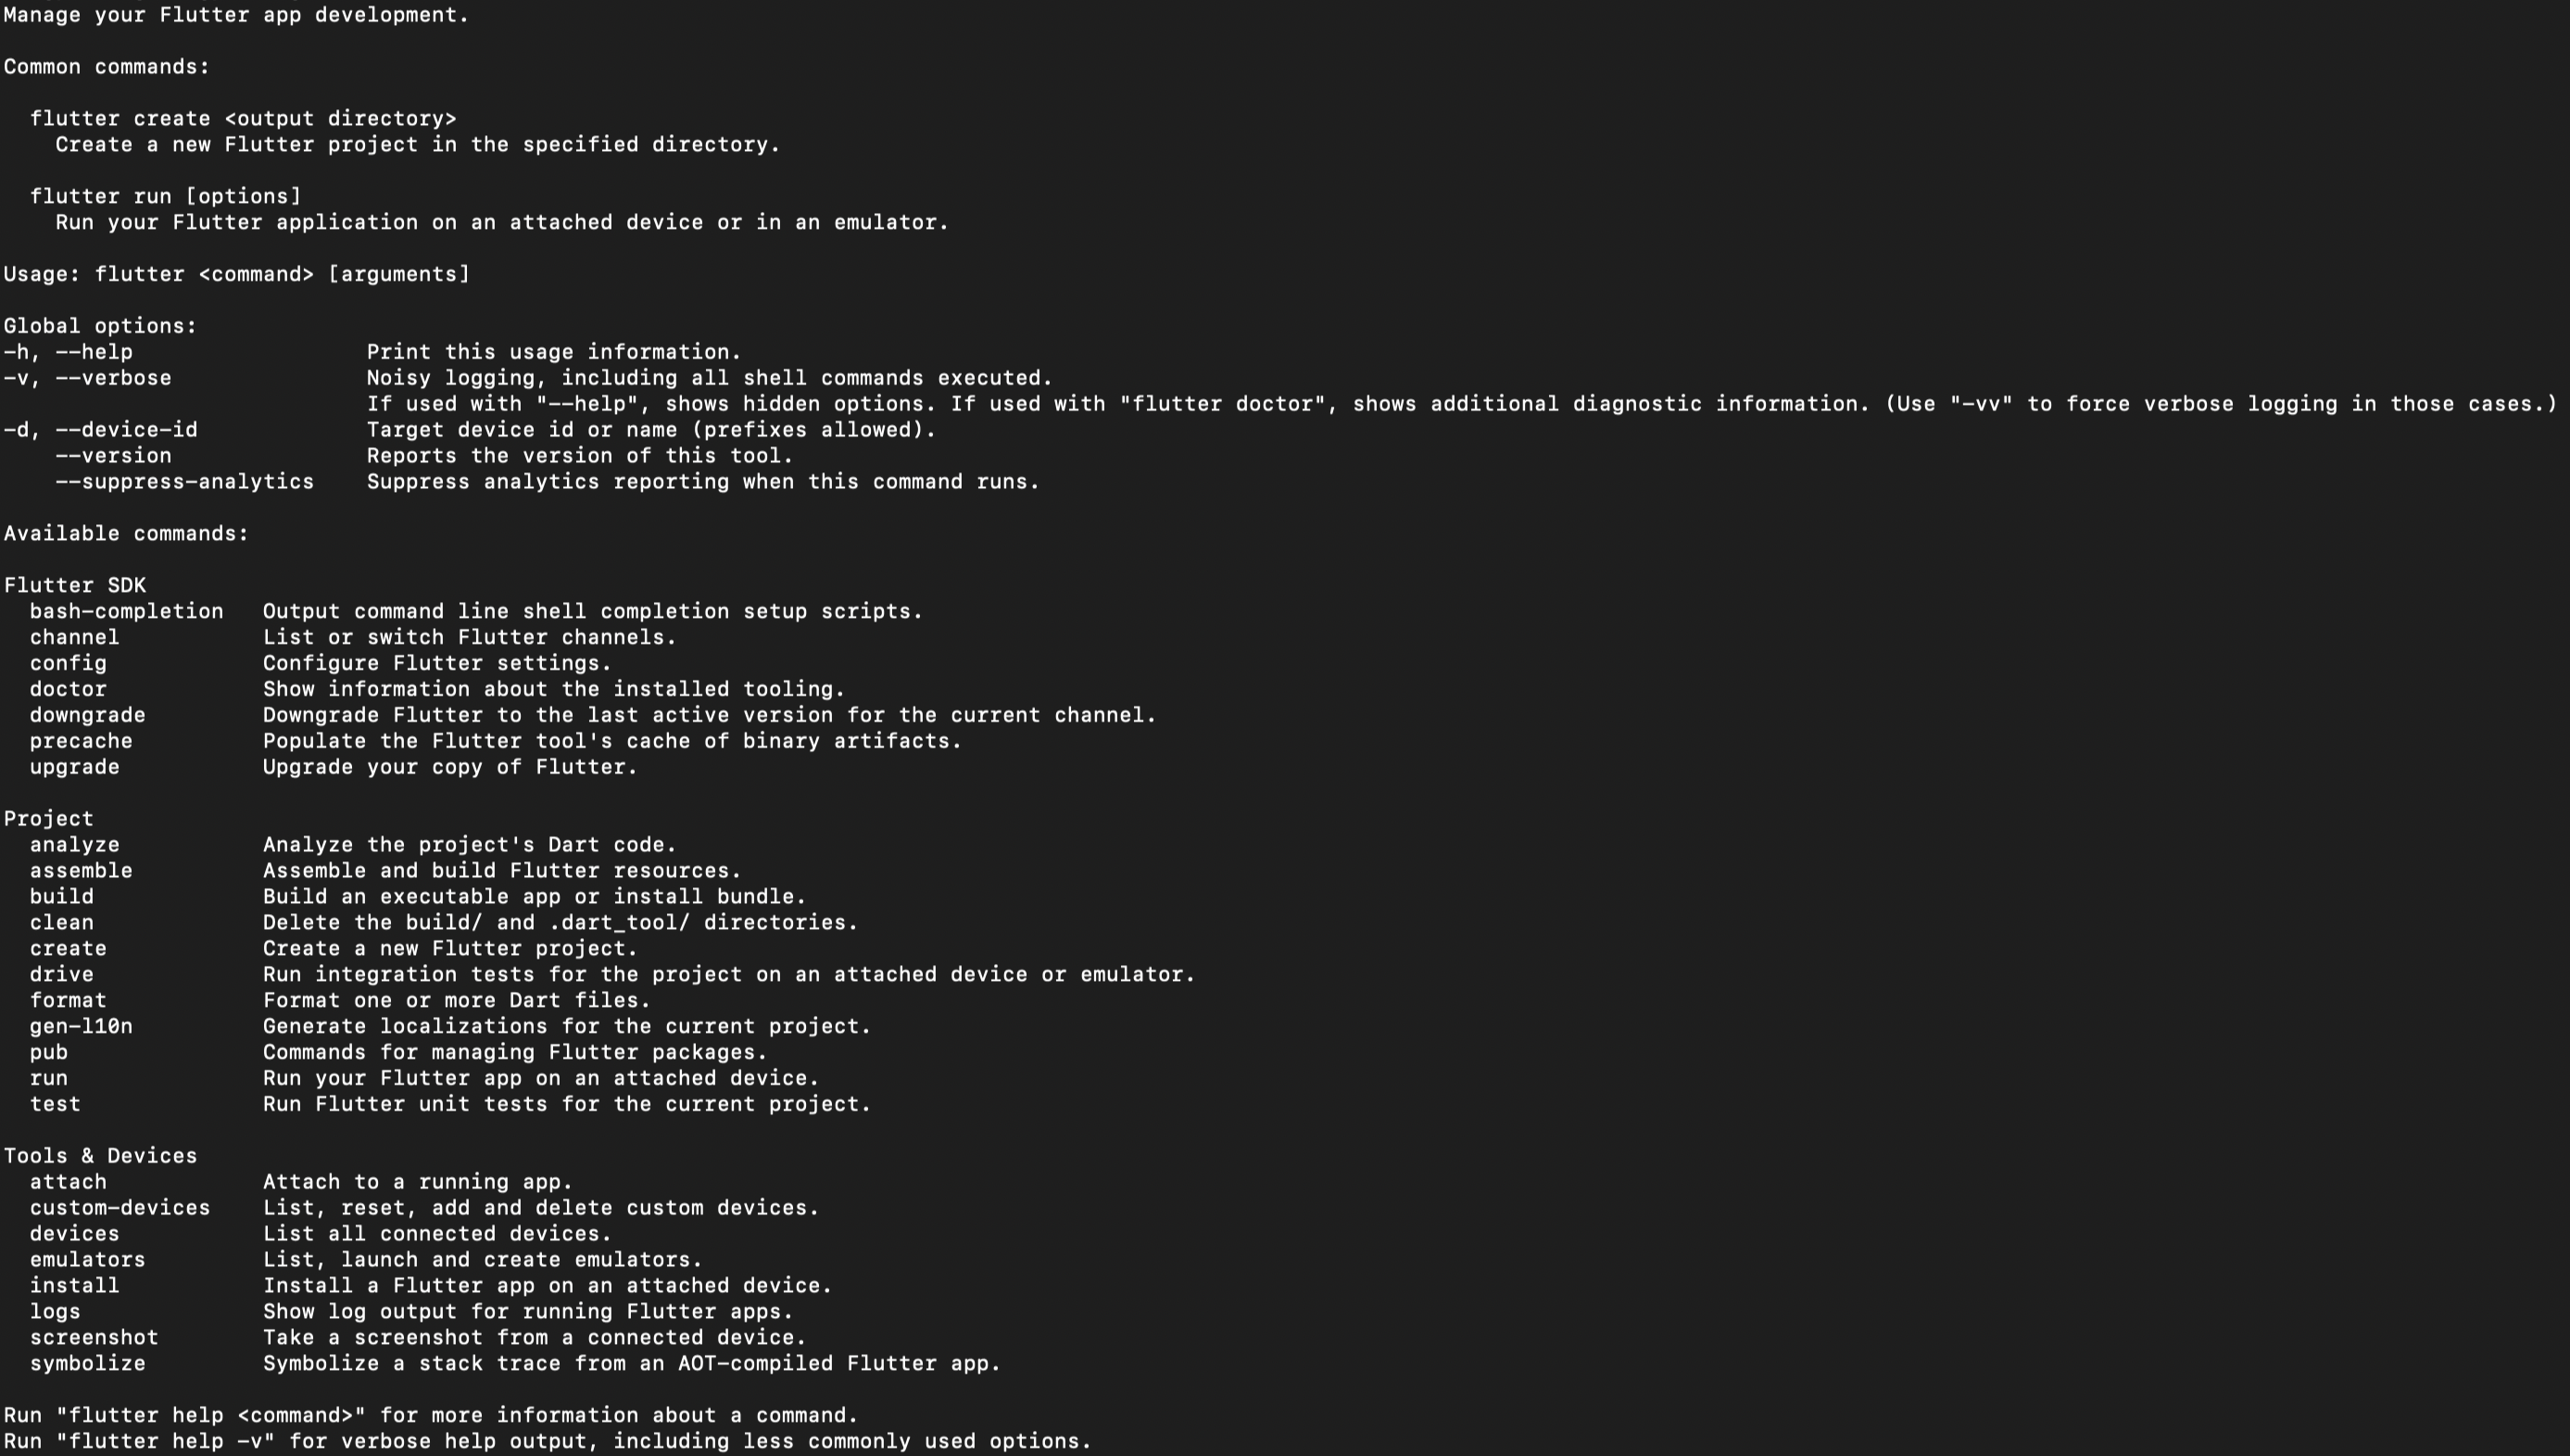 Manage your Flutter app development.

Common commands:

  flutter create <output directory>
    Create a new Flutter project in the specified directory.

  flutter run [options]
    Run your Flutter application on an attached device or in an emulator.

Usage: flutter <command> [arguments]

Global options:
-h, --help                  Print this usage information.
-v, --verbose               Noisy logging, including all shell commands executed.
                            If used with "--help", shows hidden options. If used with "flutter doctor", shows additional diagnostic information. (Use "-vv" to force verbose logging in those cases.)
-d, --device-id             Target device id or name (prefixes allowed).
    --version               Reports the version of this tool.
    --suppress-analytics    Suppress analytics reporting when this command runs.

Available commands:

Flutter SDK
  bash-completion   Output command line shell completion setup scripts.
  channel           List or switch Flutter channels.
  config            Configure Flutter settings.
  doctor            Show information about the installed tooling.
  downgrade         Downgrade Flutter to the last active version for the current channel.
  precache          Populate the Flutter tool's cache of binary artifacts.
  upgrade           Upgrade your copy of Flutter.

Project
  analyze           Analyze the project's Dart code.
  assemble          Assemble and build Flutter resources.
  build             Build an executable app or install bundle.
  clean             Delete the build/ and .dart_tool/ directories.
  create            Create a new Flutter project.
  drive             Run integration tests for the project on an attached device or emulator.
  format            Format one or more Dart files.
  gen-l10n          Generate localizations for the current project.
  pub               Commands for managing Flutter packages.
  run               Run your Flutter app on an attached device.
  test              Run Flutter unit tests for the current project.

Tools & Devices
  attach            Attach to a running app.
  custom-devices    List, reset, add and delete custom devices.
  devices           List all connected devices.
  emulators         List, launch and create emulators.
  install           Install a Flutter app on an attached device.
  logs              Show log output for running Flutter apps.
  screenshot        Take a screenshot from a connected device.
  symbolize         Symbolize a stack trace from an AOT-compiled Flutter app.

Run "flutter help <command>" for more information about a command.
Run "flutter help -v" for verbose help output, including less commonly used options.